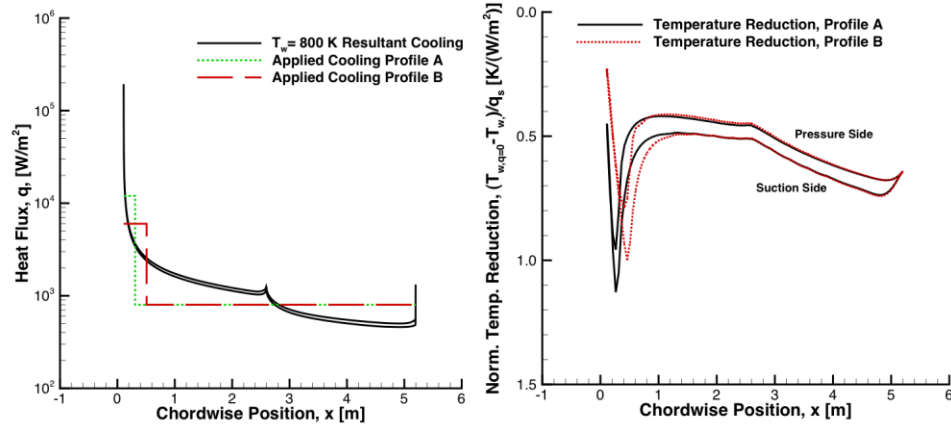 Heat Flux, q, [W/m²]
10⁶
10⁵
10⁴
10³
10²
T_w = 800 K Resultant Cooling
Applied Cooling Profile A
Applied Cooling Profile B
-1 0 1 2 3 4 5 6
Chordwise Position, x [m]
Norm. Temp. Reduction, (T_w,q=0-T_w,)/q_s [K/(W/m²)]
0.0
0.5
1.0
1.5
Temperature Reduction, Profile A
Temperature Reduction, Profile B
Pressure Side
Suction Side
-1 0 1 2 3 4 5 6
Chordwise Position, x [m]